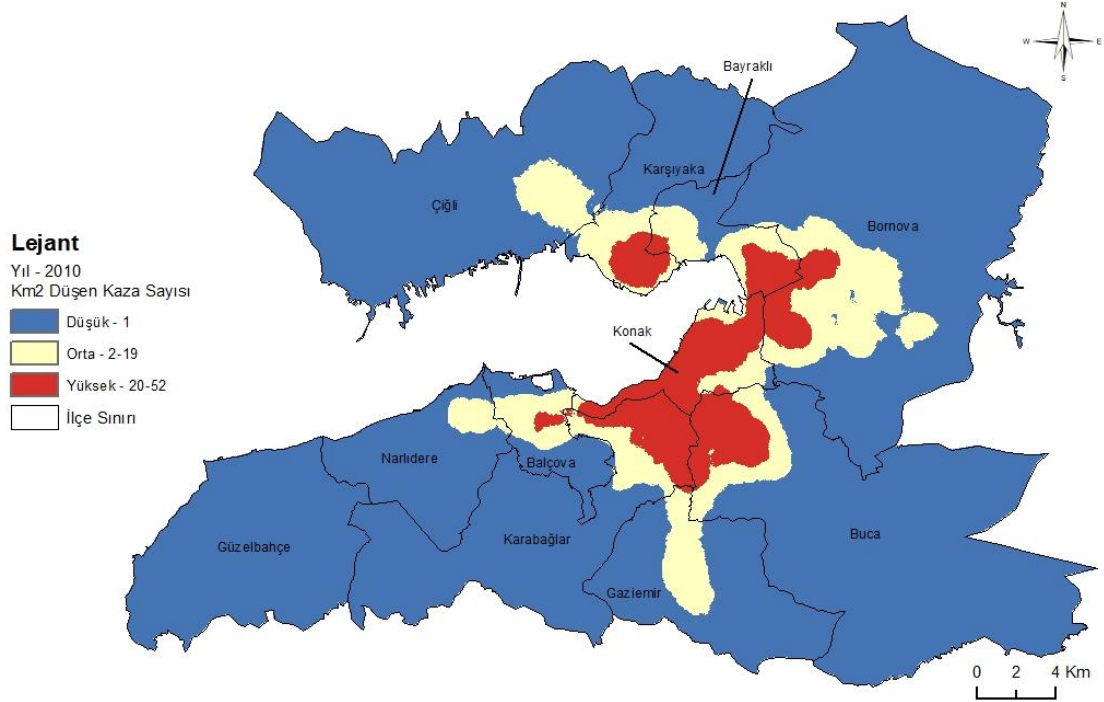 N
W E
S
Bayraklı
Karşıyaka
Çiğli
Bornova
Lejant
Yıl - 2010
Km2 Düşen Kaza Sayısı
Düşük - 1
Orta - 2-19
Yüksek - 20-52
İlçe Sınırı
Konak
Narlıdere
Balçova
Güzelbahçe
Karabağlar
Buca
Gaziemir
0 2 4 Km